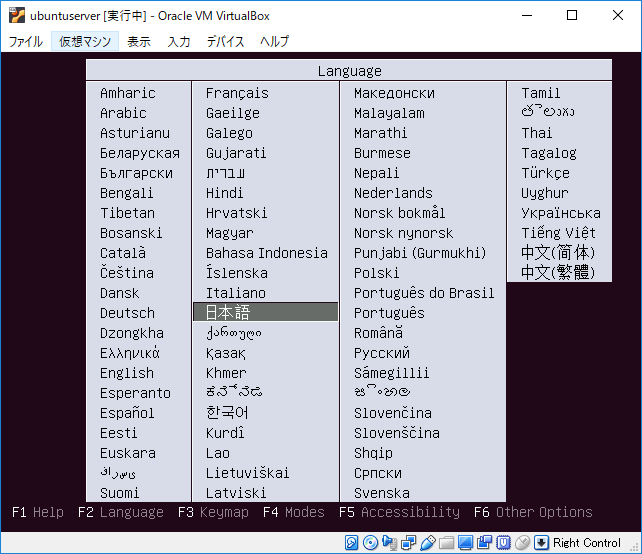 ubuntuserver [実行中] - Oracle VM VirtualBox
ファイル 仮想マシン 表示 入力 デバイス ヘルプ
Language
Amharic
Arabic
Asturianu
Беларуская
Български
Bengali
Tibetan
Bosanski
Català
Čeština
Dansk
Deutsch
Dzongkha
Ελληνικά
English
Esperanto
Español
Eesti
Euskara
Suomi
Français
Gaeilge
Galego
Gujarati
עברית
Hindi
Hrvatski
Magyar
Bahasa Indonesia
Íslenska
Italiano
日本語
ქართული
Қазақ
Khmer
한국어
Kurdî
Lao
Lietuviškai
Latviski
Македонски
Malayalam
Marathi
Burmese
Nepali
Nederlands
Norsk bokmål
Norsk nynorsk
Punjabi (Gurmukhi)
Polski
Português do Brasil
Português
Română
Русский
Sámegillii
Slovenčina
Slovenščina
Shqip
Српски
Svenska
Tamil
Thai
Tagalog
Türkçe
Uyghur
Українська
Tiếng Việt
中文(简体)
中文(繁體)
F1 Help F2 Language F3 Keymap F4 Modes F5 Accessibility F6 Other Options
Right Control